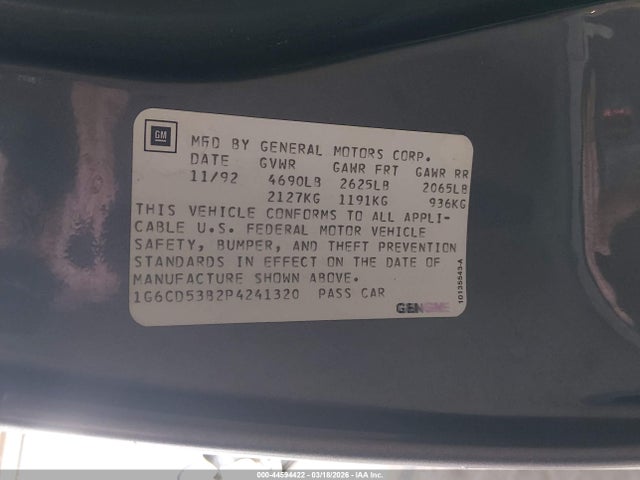 GM
MFD BY GENERAL MOTORS CORP.
DATE GVWR GAWR FRT GAWR RR
11/92 4690LB 2625LB 2065LB
2127KG 1191KG 936KG
THIS VEHICLE CONFORMS TO ALL APPLI-
CABLE U.S. FEDERAL MOTOR VEHICLE
SAFETY, BUMPER, AND THEFT PREVENTION
STANDARDS IN EFFECT ON THE DATE OF
MANUFACTURE SHOWN ABOVE.
1G6CD53B2P4241320 PASS CAR
10135543-A
000-44594422 - 03/18/2026 - IAA Inc.